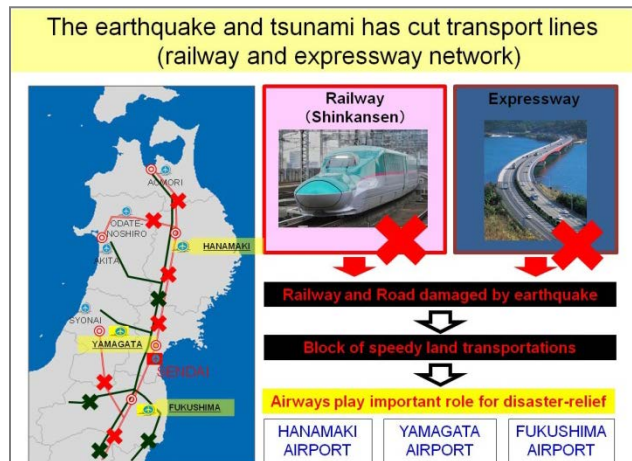 The earthquake and tsunami has cut transport lines
(railway and expressway network)
AOMORI
ODATE-
NOSHIRO
AKITA
HANAMAKI
SYONAI
YAMAGATA
SENDAI
FUKUSHIMA
Railway
(Shinkansen)
Expressway
Railway and Road damaged by earthquake
Block of speedy land transportations
Airways play important role for disaster-relief
HANAMAKI
AIRPORT
YAMAGATA
AIRPORT
FUKUSHIMA
AIRPORT